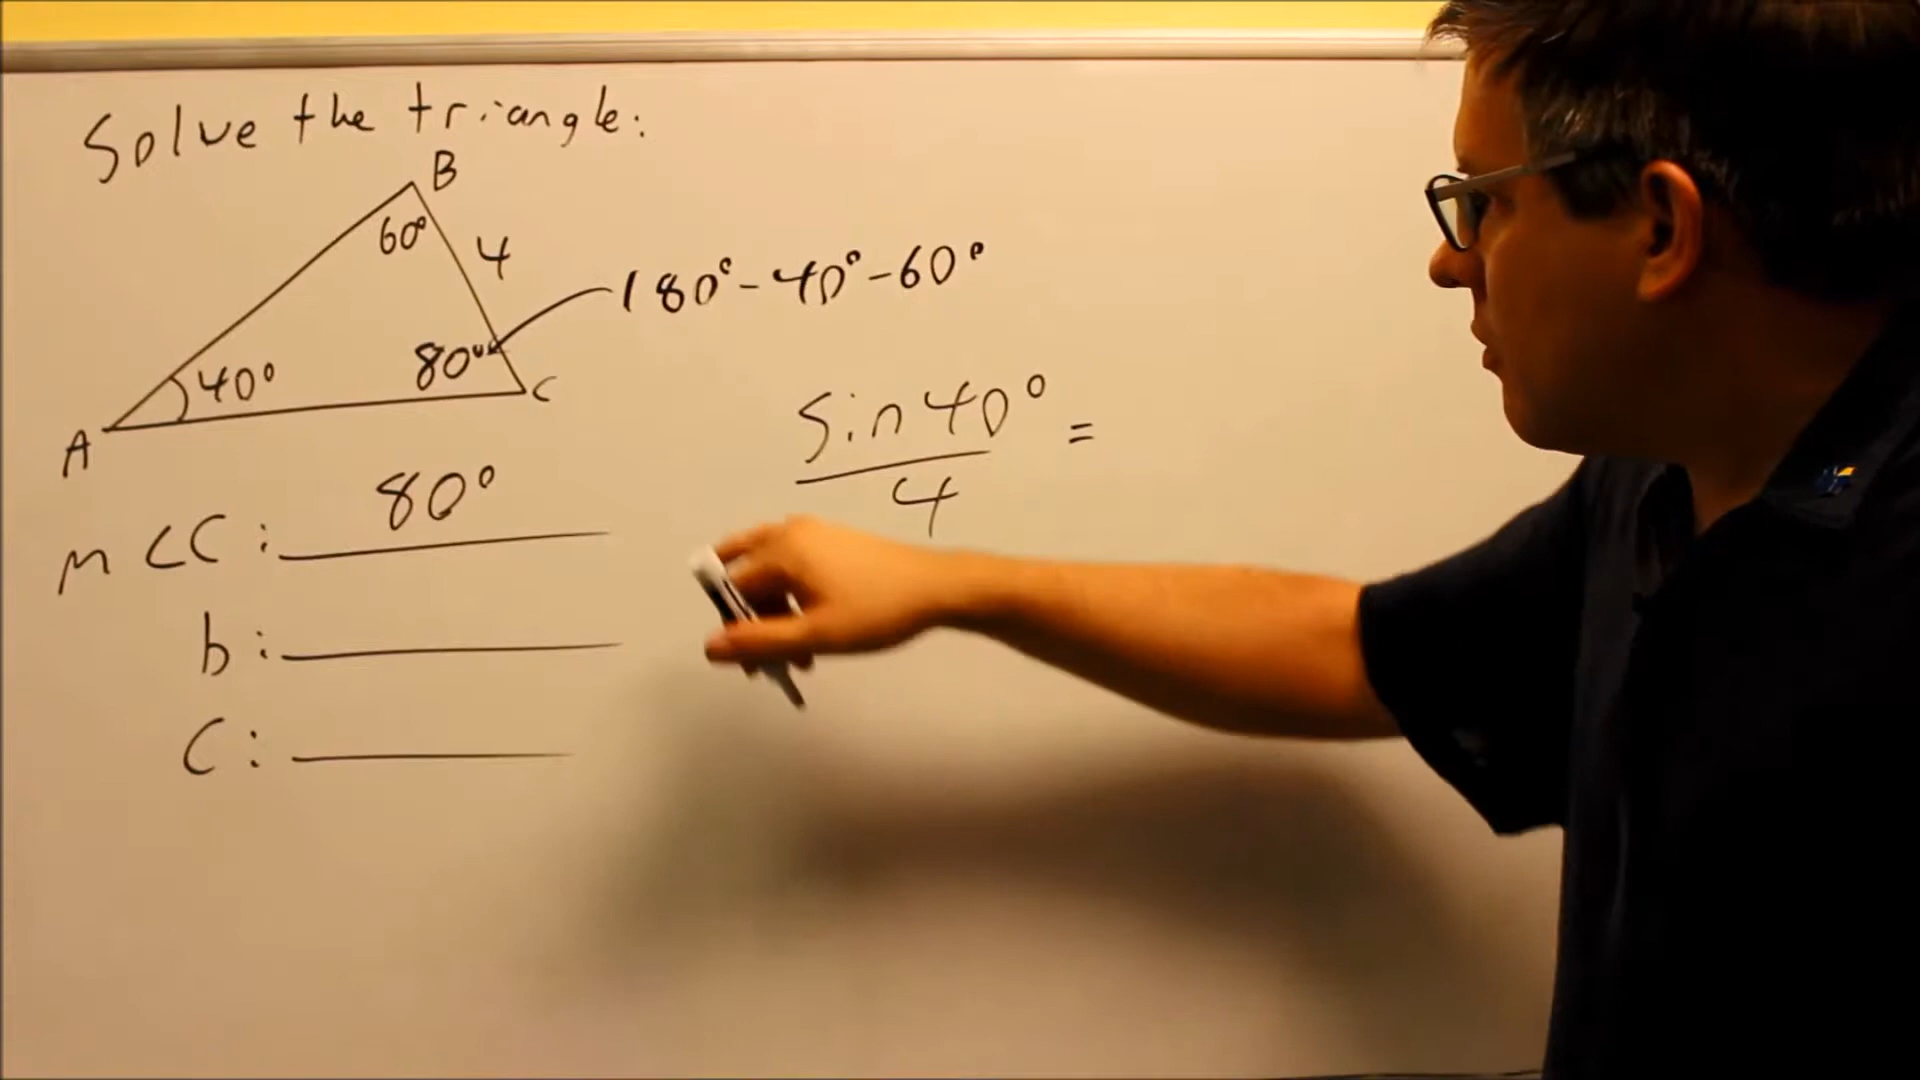 Solve the triangle:
B
60°
4
180° - 40° - 60°
40°
80°
C
A
sin 40° =
4
m∠C: 80°
b:
c: